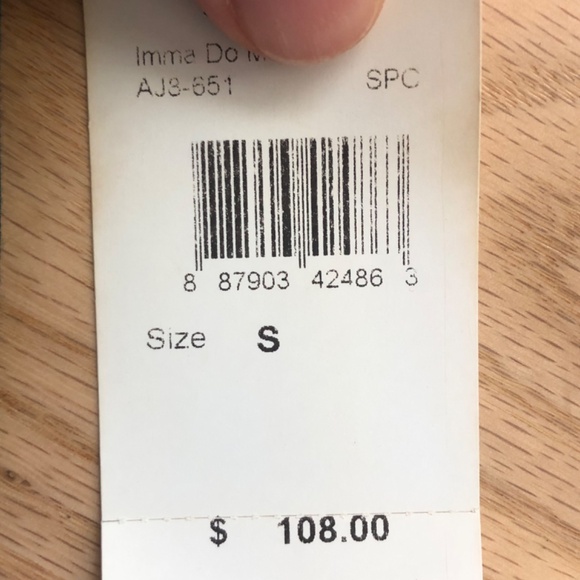 Imma Do
AJ3-651 SPC
8 87903 42486 3
Size S
$ 108.00